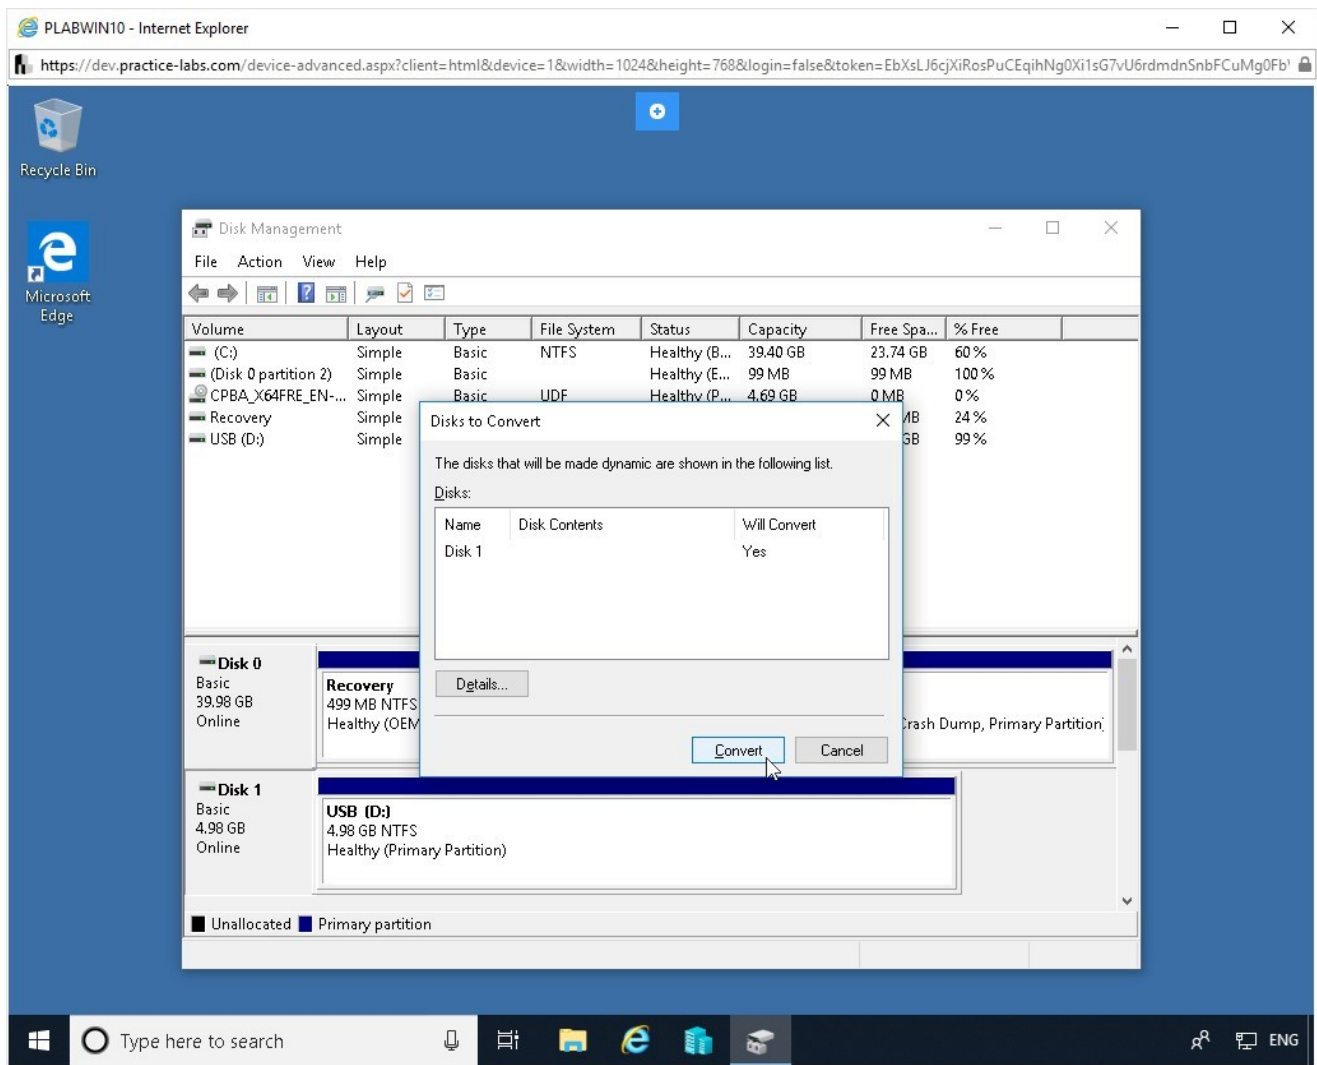 PLABWIN10 - Internet Explorer
https://dev.practice-labs.com/device-advanced.aspx?client=html&device=1&width=1024&height=768&login=false&token=EbXsLJ6cjXiRosPuCEqihNg0Xi1sG7vU6rdmdnSnbFCuMg0Fb
Recycle Bin
Microsoft
Edge
Disk Management
File Action View Help
Volume Layout Type File System Status Capacity Free Spa... % Free
(C:) Simple Basic NTFS Healthy (B... 39.40 GB 23.74 GB 60 %
(Disk 0 partition 2) Simple Basic Healthy (E... 99 MB 99 MB 100 %
CPBA_X64FRE_EN-... Simple Basic UDF Healthy (P... 4.69 GB 0 MB 0 %
Recovery Simple MB 24 %
USB (D:) Simple GB 99 %
Disks to Convert
The disks that will be made dynamic are shown in the following list.
Disks:
Name Disk Contents Will Convert
Disk 1 Yes
Details...
Convert Cancel
Disk 0
Basic
39.98 GB
Online
Recovery
499 MB NTFS
Healthy (OEM
Crash Dump, Primary Partition)
Disk 1
Basic
4.98 GB
Online
USB (D:)
4.98 GB NTFS
Healthy (Primary Partition)
Unallocated Primary partition
Type here to search
ENG